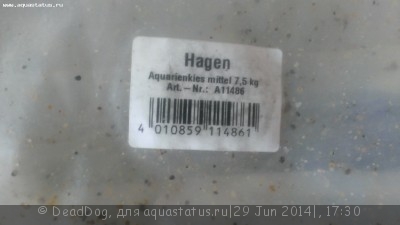 www.aquastatus.ru
Hagen
Aquarienkies mittel 7,5 kg
Art. - Nr.: A11486
4 010859 114861
© DeadDog, для aquastatus.ru|29 Jun 2014|, 17:30